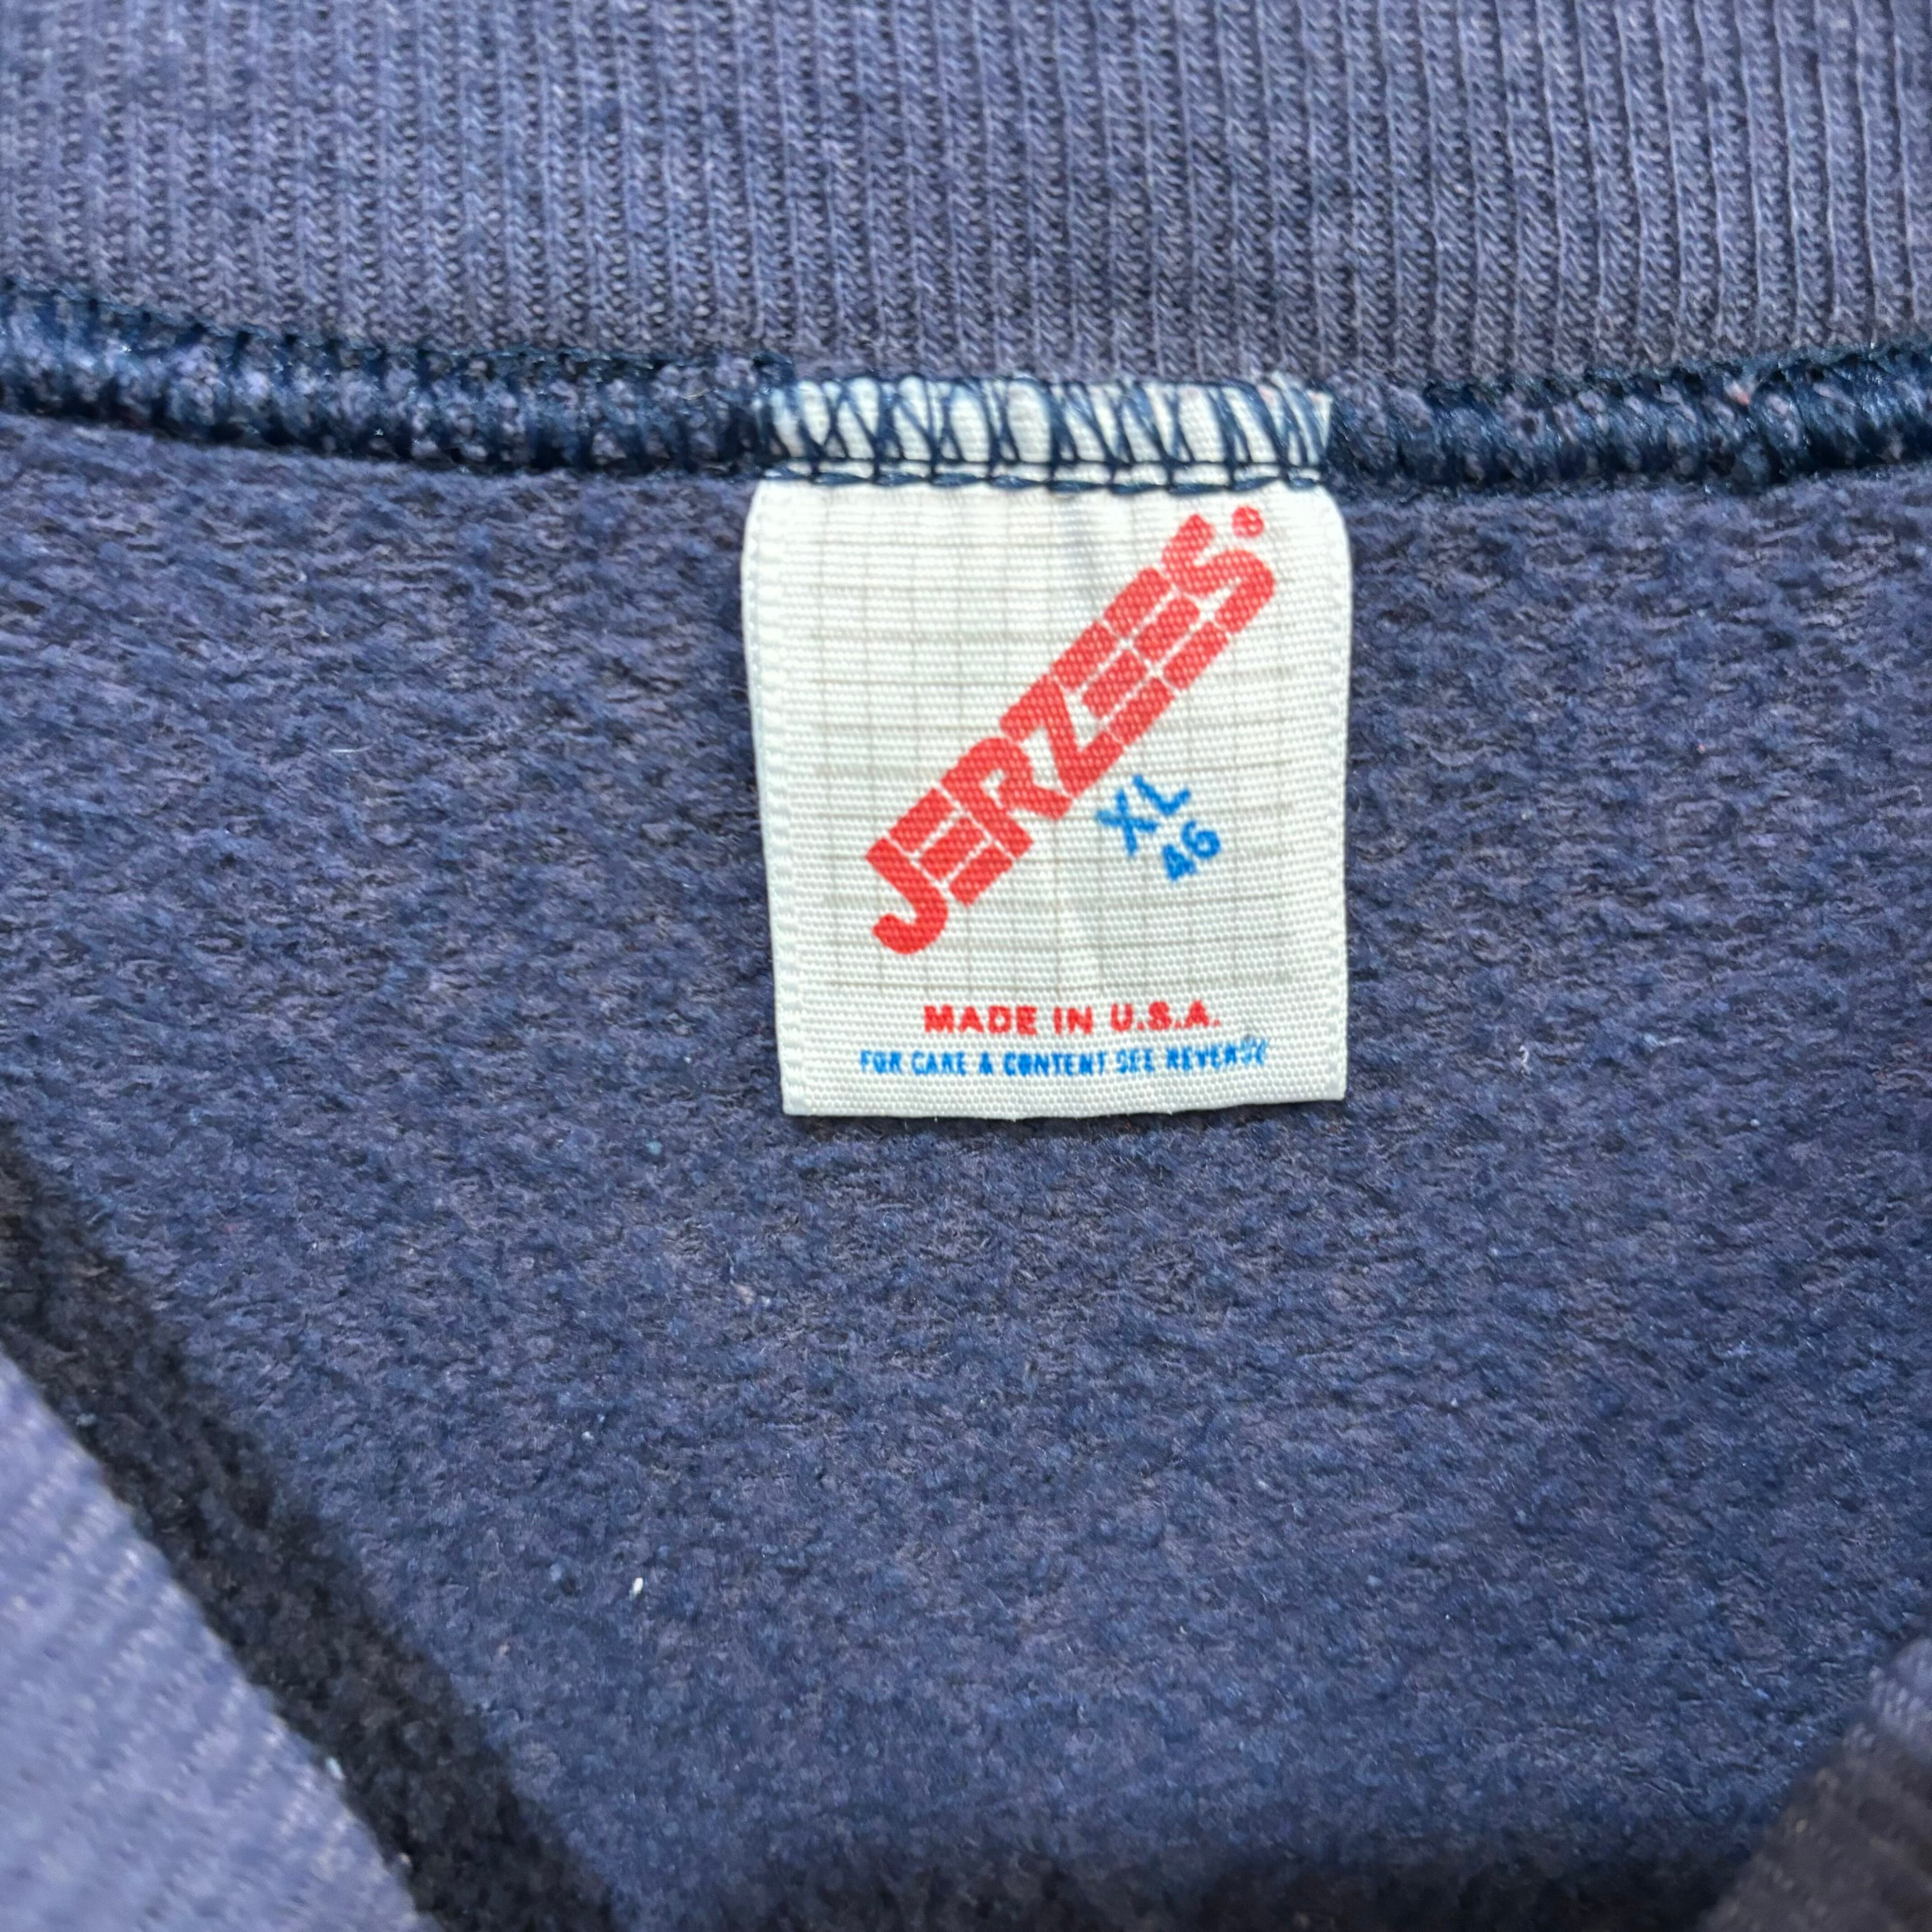 JERZEES®
XL
46
MADE IN U.S.A.
FOR CARE & CONTENT SEE REVERSE